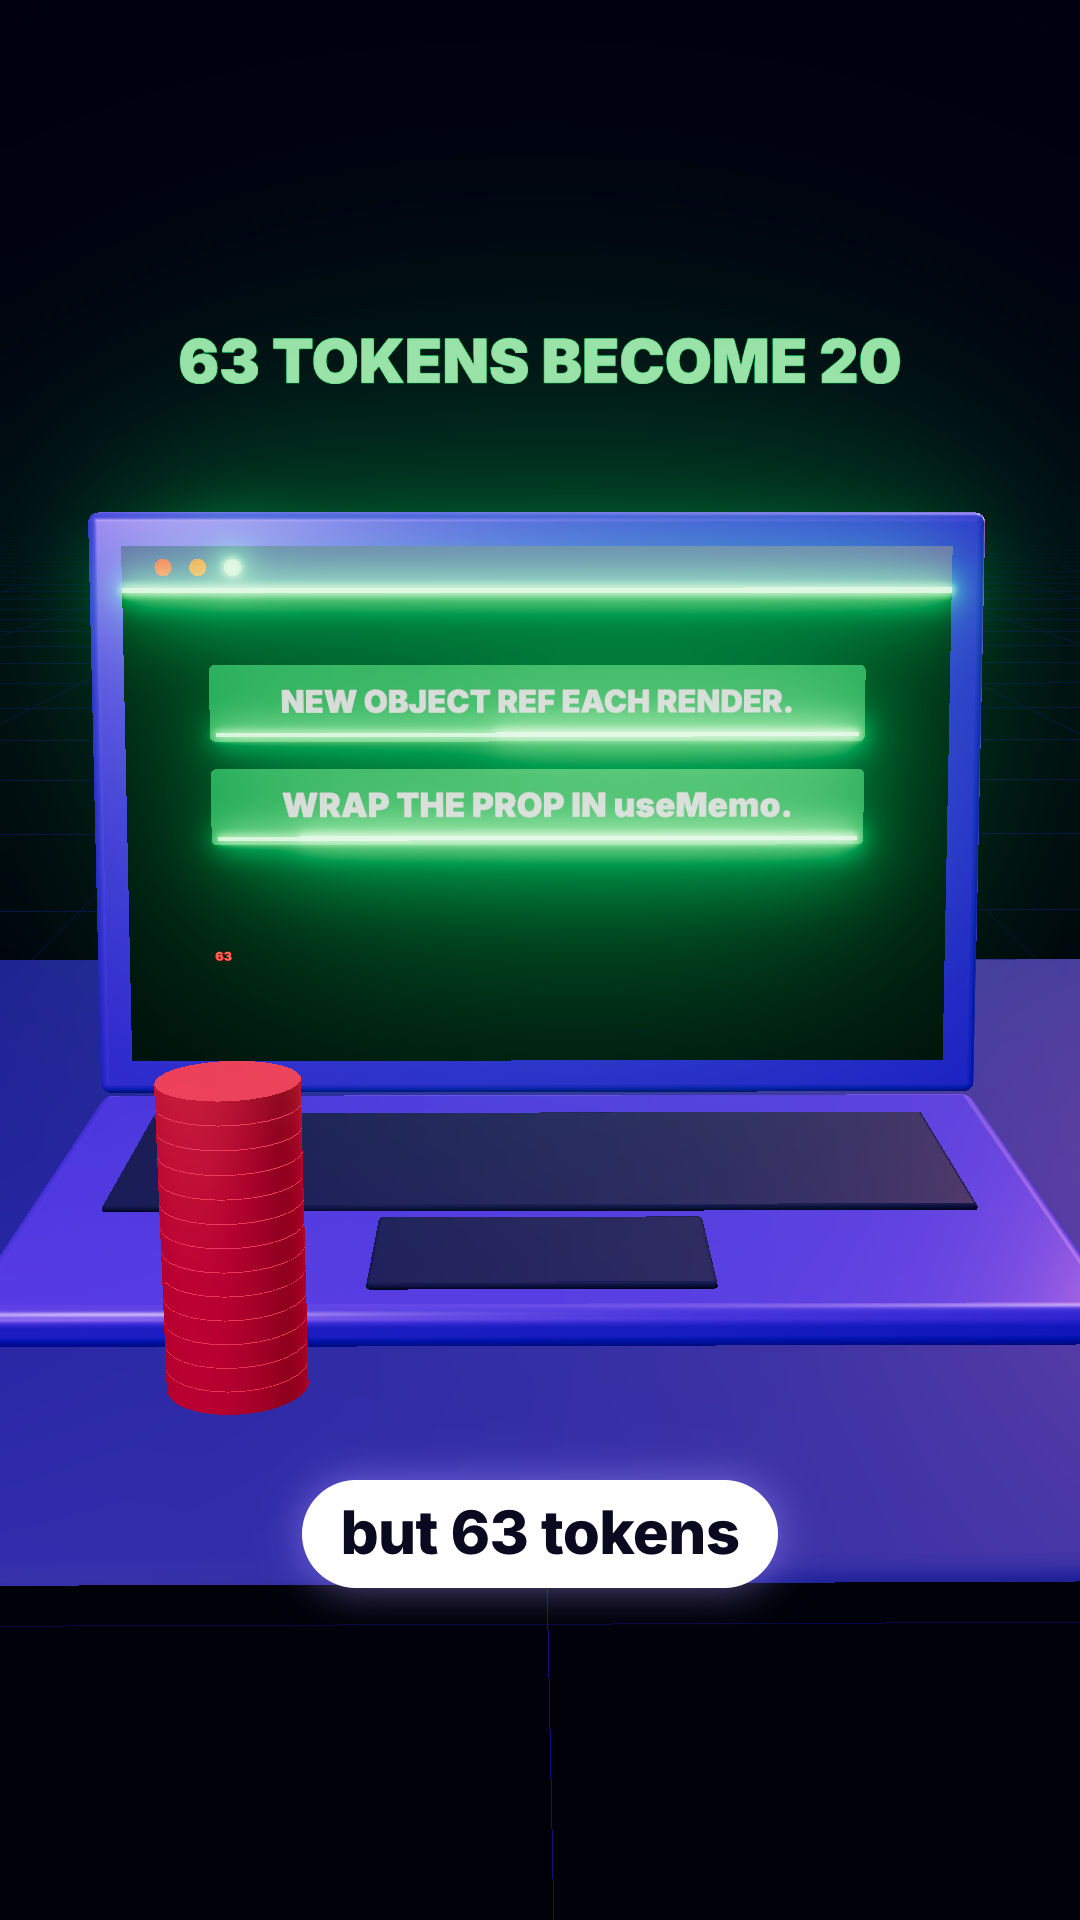 63 TOKENS BECOME 20
NEW OBJECT REF EACH RENDER.
WRAP THE PROP IN useMemo.
63
but 63 tokens